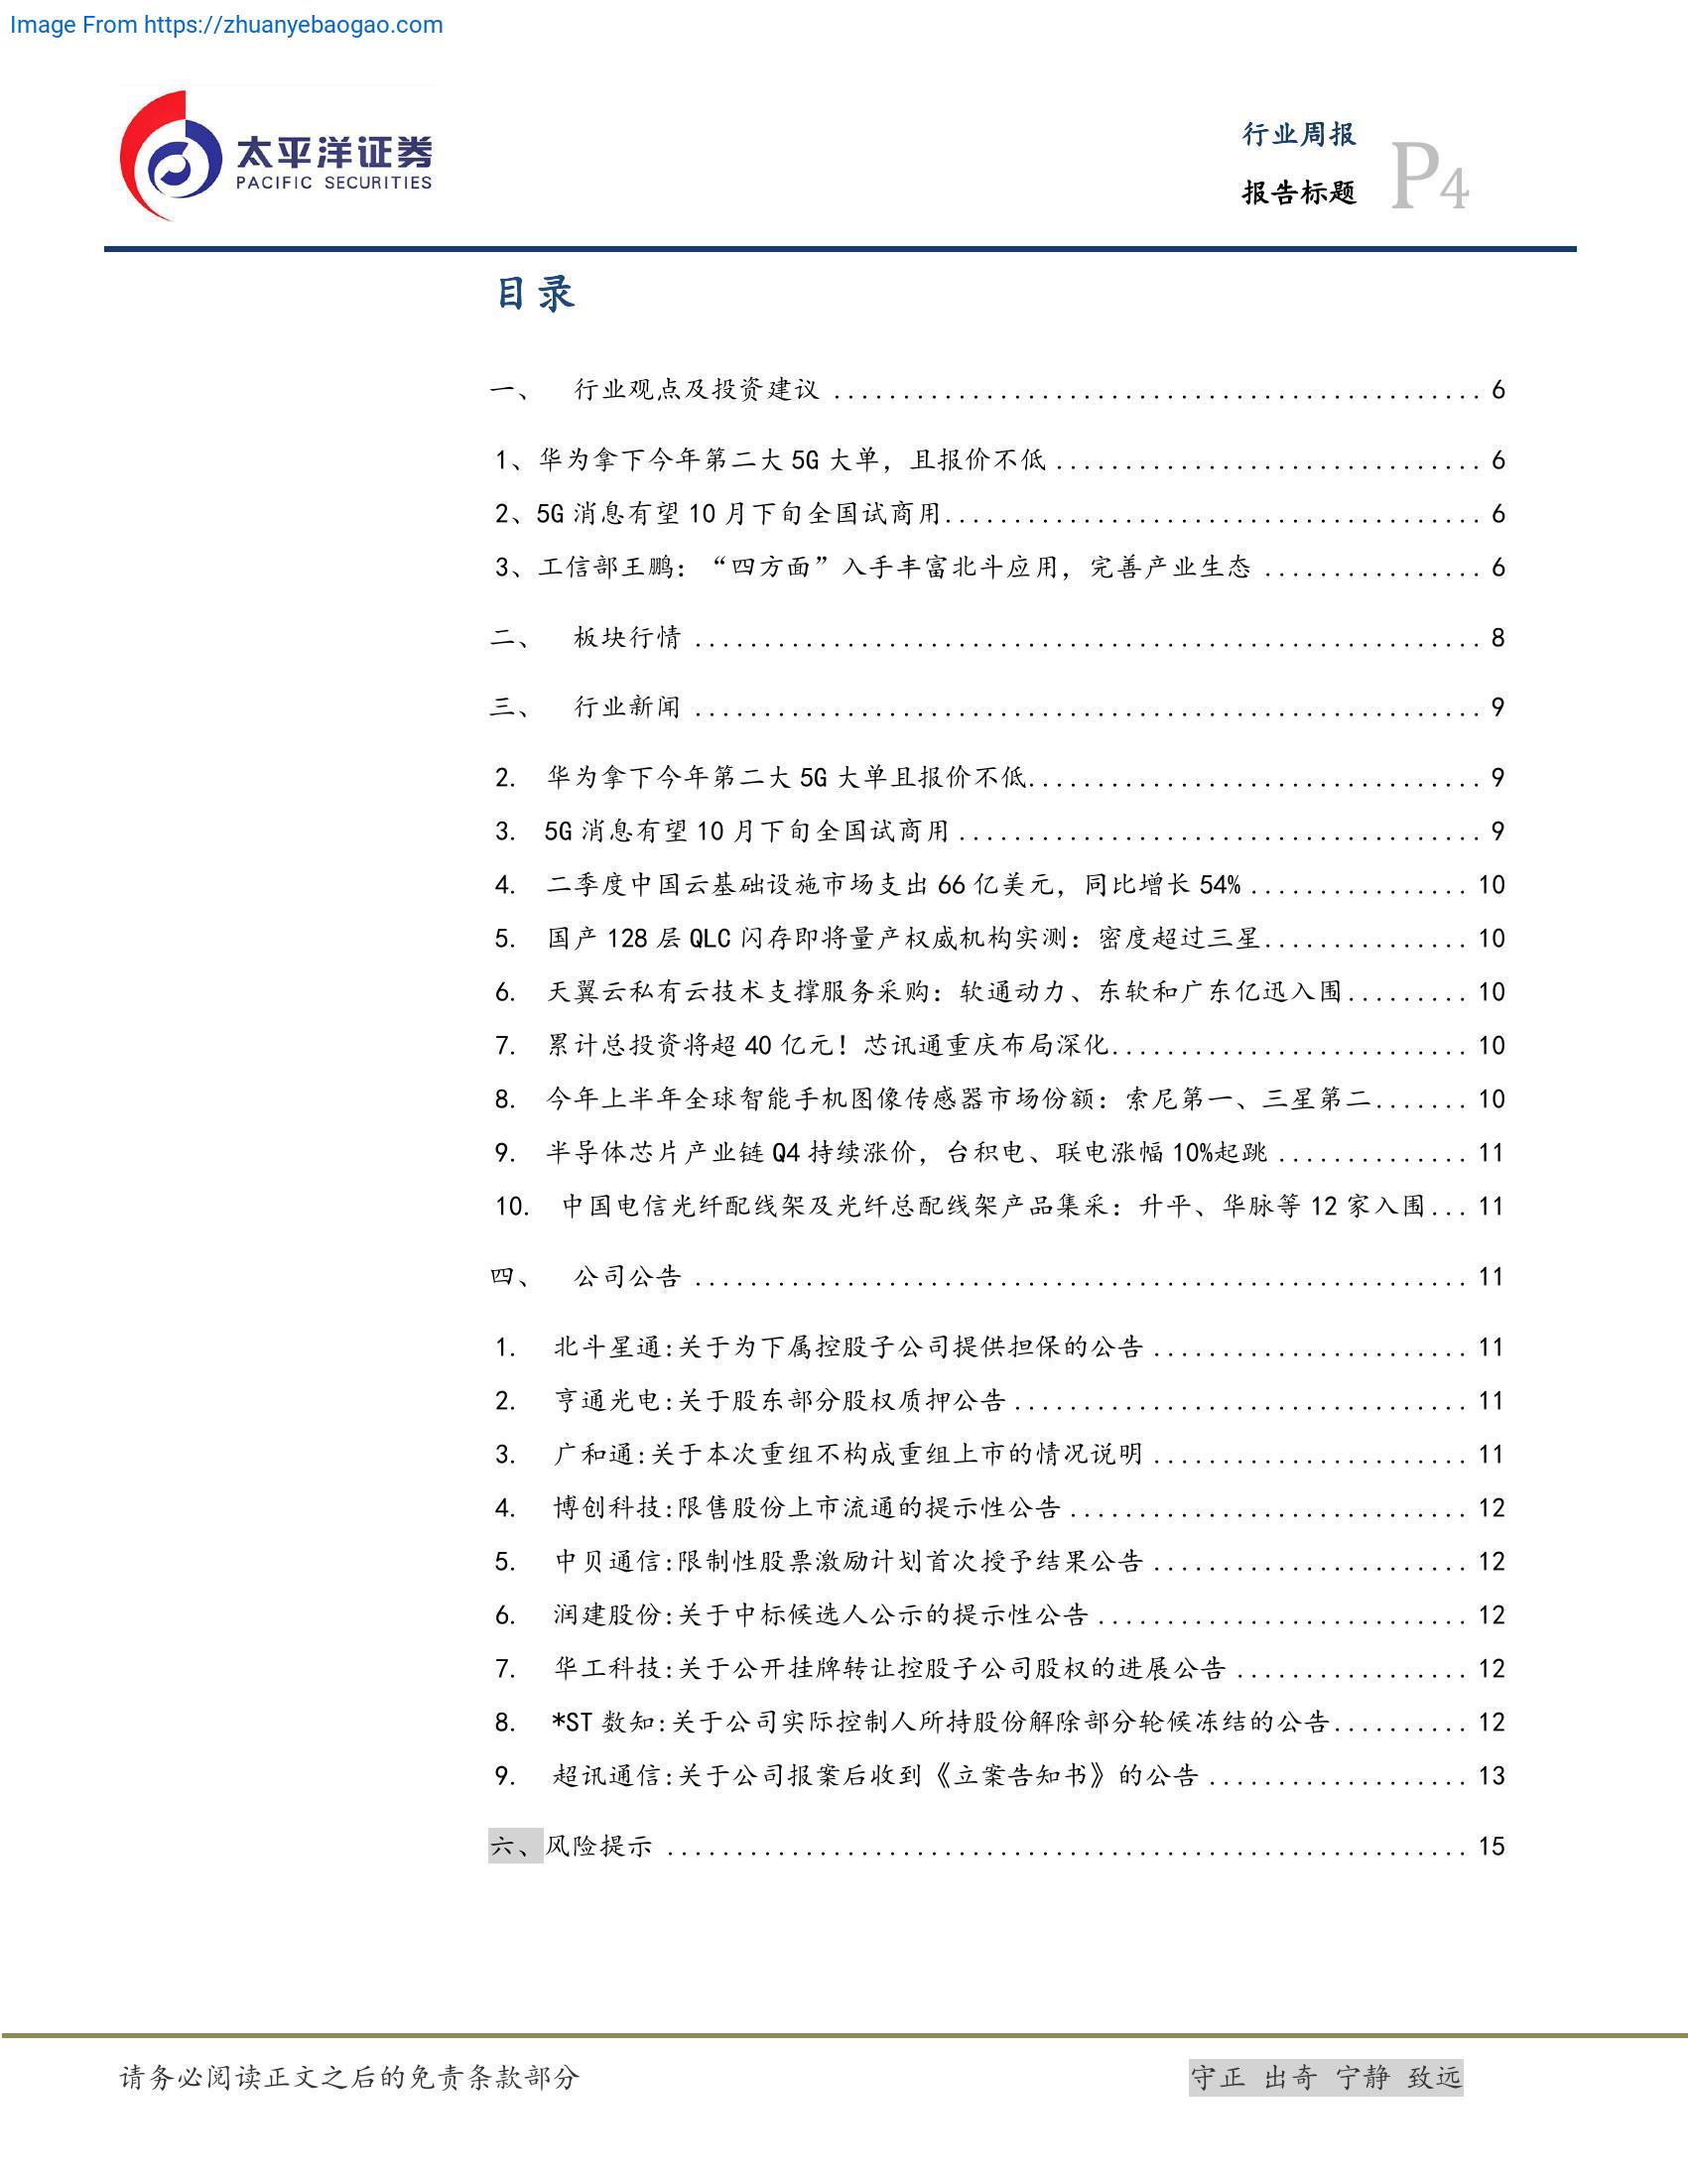 Image From https://zhuanyebaogao.com
太平洋证券
PACIFIC SECURITIES
行业周报
报告标题
P4
目录
一、 行业观点及投资建议 .............................................. 6
1、华为拿下今年第二大 5G 大单，且报价不低 .............................. 6
2、5G 消息有望 10 月下旬全国试商用...................................... 6
3、工信部王鹏：“四方面”入手丰富北斗应用，完善产业生态 ................ 6
二、 板块行情 ........................................................ 8
三、 行业新闻 ........................................................ 9
2. 华为拿下今年第二大 5G 大单且报价不低................................ 9
3. 5G 消息有望 10 月下旬全国试商用 ..................................... 9
4. 二季度中国云基础设施市场支出 66 亿美元，同比增长 54% ................ 10
5. 国产 128 层 QLC 闪存即将量产权威机构实测：密度超过三星............... 10
6. 天翼云私有云技术支撑服务采购：软通动力、东软和广东亿迅入围......... 10
7. 累计总投资将超 40 亿元！芯讯通重庆布局深化.......................... 10
8. 今年上半年全球智能手机图像传感器市场份额：索尼第一、三星第二....... 10
9. 半导体芯片产业链 Q4 持续涨价，台积电、联电涨幅 10%起跳 .............. 11
10. 中国电信光纤配线架及光纤总配线架产品集采：升平、华脉等 12 家入围... 11
四、 公司公告 ....................................................... 11
1. 北斗星通:关于为下属控股子公司提供担保的公告 ....................... 11
2. 亨通光电:关于股东部分股权质押公告 ................................. 11
3. 广和通:关于本次重组不构成重组上市的情况说明 ....................... 11
4. 博创科技:限售股份上市流通的提示性公告 ............................. 12
5. 中贝通信:限制性股票激励计划首次授予结果公告 ....................... 12
6. 润建股份:关于中标候选人公示的提示性公告 ........................... 12
7. 华工科技:关于公开挂牌转让控股子公司股权的进展公告 ................. 12
8. *ST 数知:关于公司实际控制人所持股份解除部分轮候冻结的公告.......... 12
9. 超讯通信:关于公司报案后收到《立案告知书》的公告 ................... 13
六、风险提示 ......................................................... 15
请务必阅读正文之后的免责条款部分
守正 出奇 宁静 致远